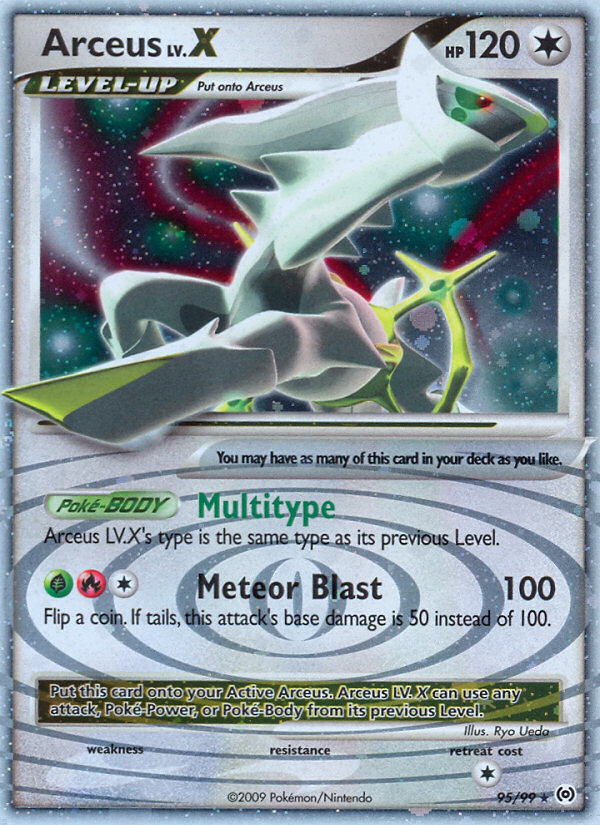 Arceus LV.X HP 120
LEVEL-UP Put onto Arceus
You may have as many of this card in your deck as you like.
Poké-BODY Multitype
Arceus LV.X's type is the same type as its previous Level.
Meteor Blast 100
Flip a coin. If tails, this attack's base damage is 50 instead of 100.
Put this card onto your Active Arceus. Arceus LV. X can use any
attack, Poké-Power, or Poké-Body from its previous Level.
Illus. Ryo Ueda
weakness resistance retreat cost
©2009 Pokémon/Nintendo 95/99